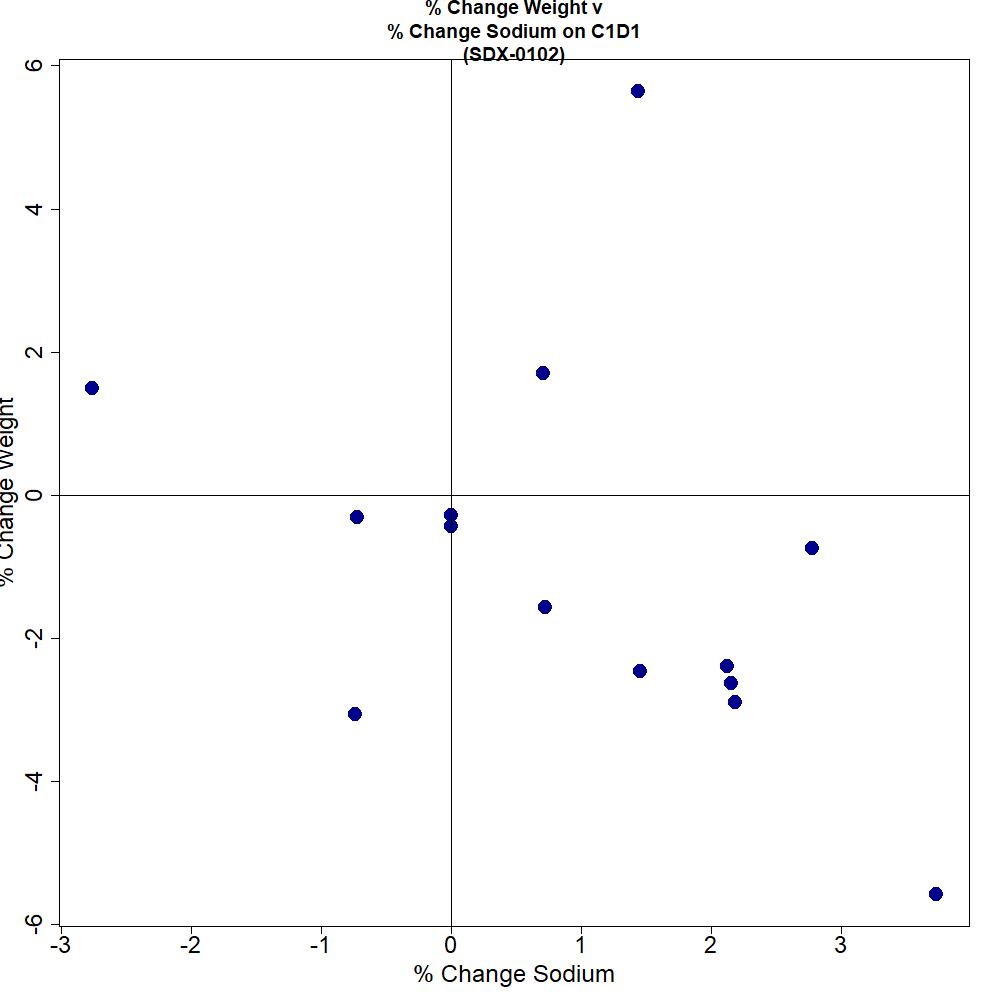 % Change Weight v
% Change Sodium on C1D1
(SDX-0102)
6
4
2
0
-2
-4
-6
% Change Weight
-3 -2 -1 0 1 2 3
% Change Sodium